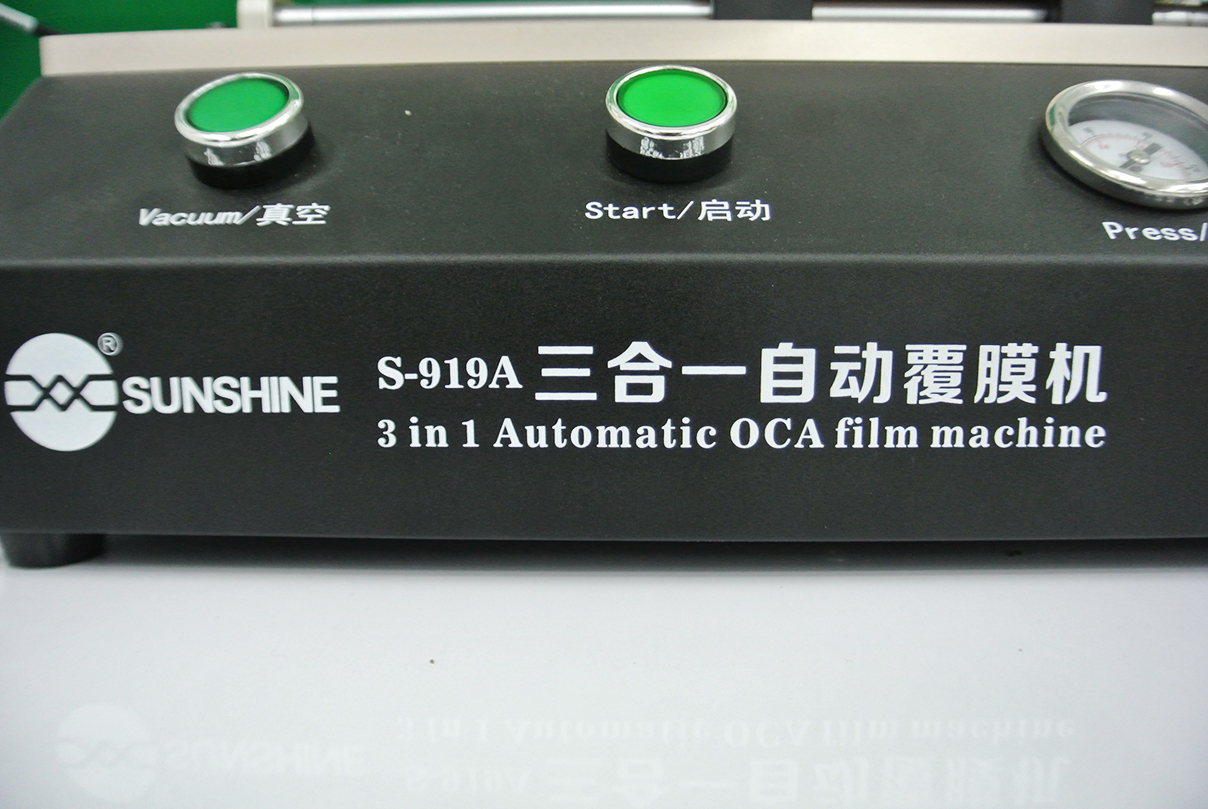 Vacuum/真空
Start/启动
Press/
® SUNSHINE
S-919A 三合一自动覆膜机
3 in 1 Automatic OCA film machine